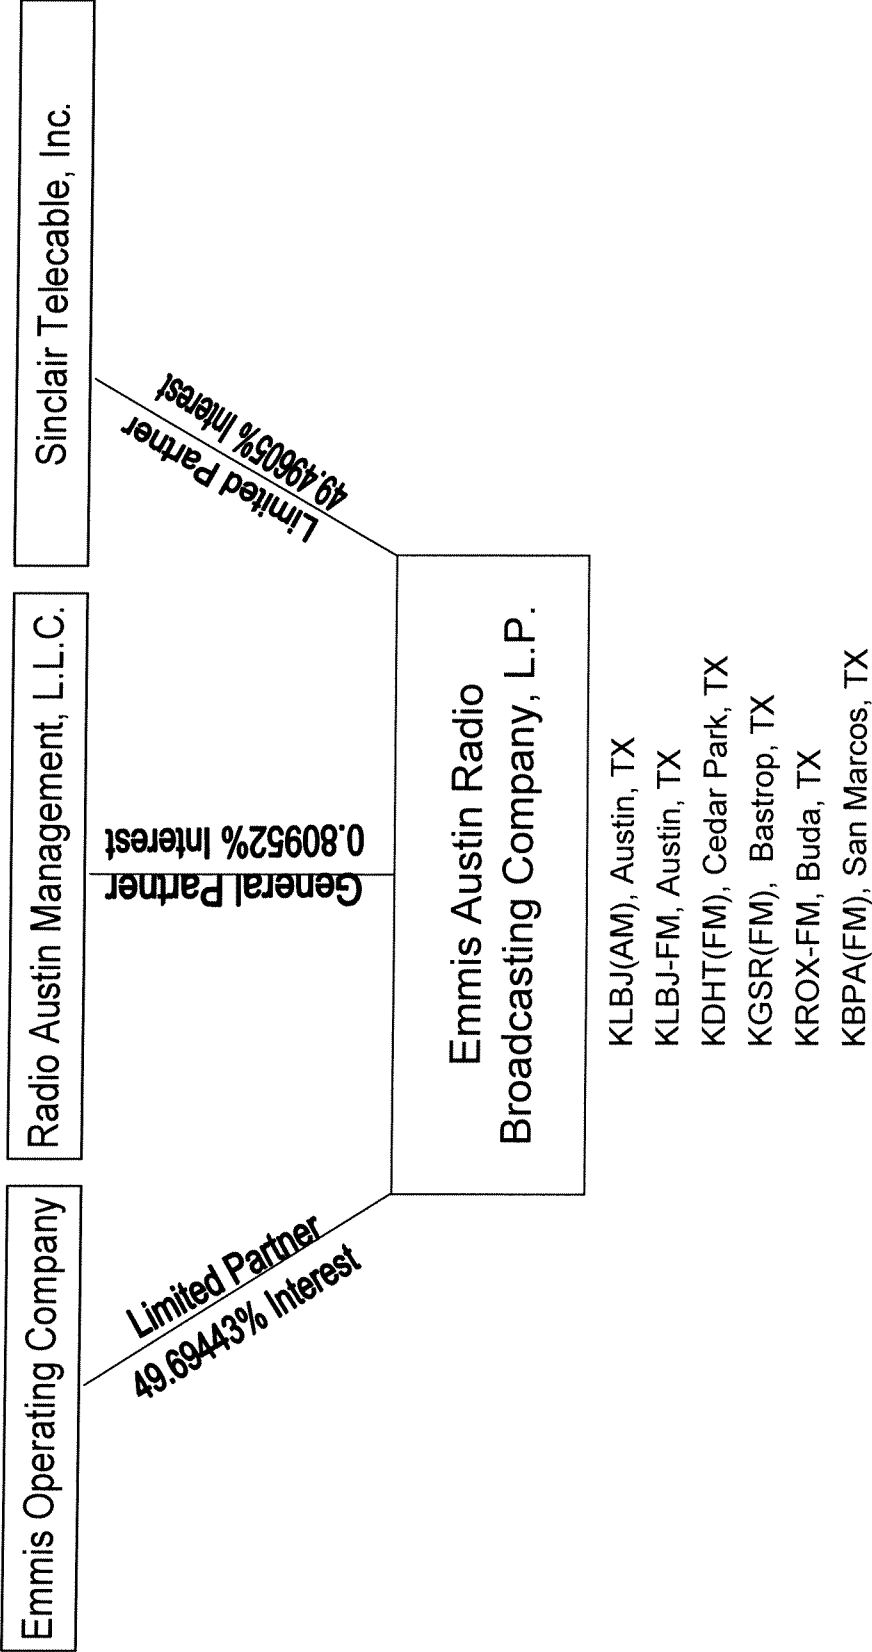 Emmis Operating Company
Radio Austin Management, L.L.C.
Sinclair Telecable, Inc.
Limited Partner
49.69443% Interest
General Partner
0.80952% Interest
Limited Partner
49.49605% Interest
Emmis Austin Radio
Broadcasting Company, L.P.
KLBJ(AM), Austin, TX
KLBJ-FM, Austin, TX
KDHT(FM), Cedar Park, TX
KGSR(FM), Bastrop, TX
KROX-FM, Buda, TX
KBPA(FM), San Marcos, TX